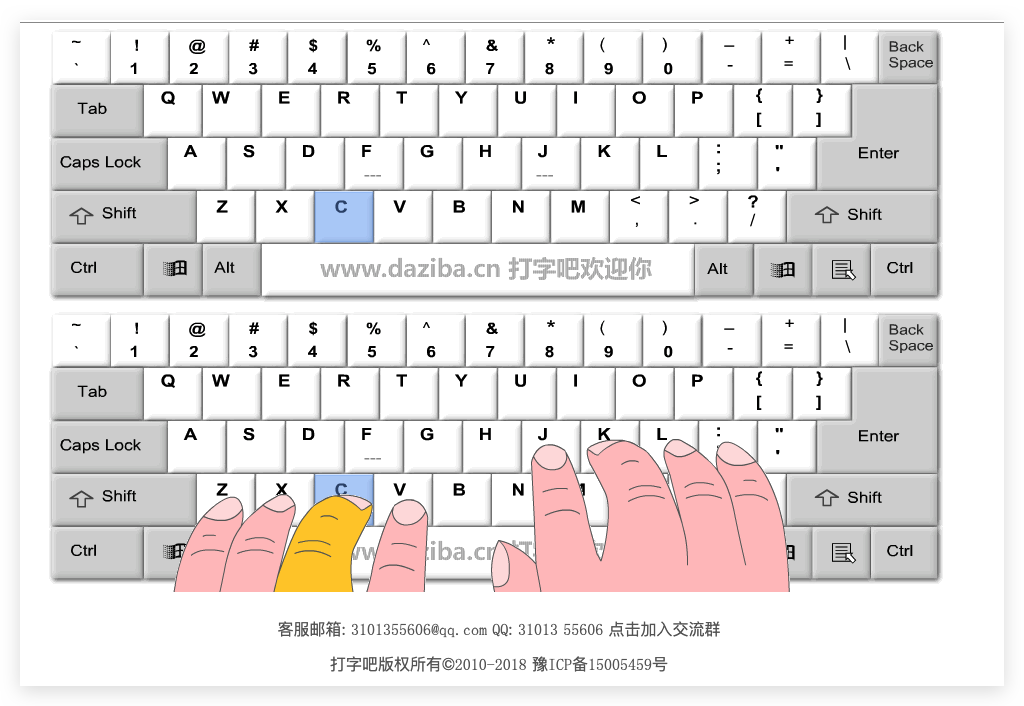 ~ ! @ # $ % ^ & * ( ) _ + | Back
` 1 2 3 4 5 6 7 8 9 0 - = \ Space
Tab Q W E R T Y U I O P { }
[ ]
Caps Lock A S D F G H J K L : " Enter
--- --- ; '
Shift Z X C V B N M < > ? Shift
, . /
Ctrl Alt www.daziba.cn 打字吧欢迎你 Alt Ctrl
~ ! @ # $ % ^ & * ( ) _ + | Back
` 1 2 3 4 5 6 7 8 9 0 - = \ Space
Tab Q W E R T Y U I O P { }
[ ]
Caps Lock A S D F G H J K L : " Enter
--- '
Shift Z X C V B N M Shift
Ctrl w.daziba.cn 打字 Ctrl
客服邮箱: 3101355606@qq.com QQ: 31013 55606 点击加入交流群
打字吧版权所有©2010-2018 豫ICP备15005459号